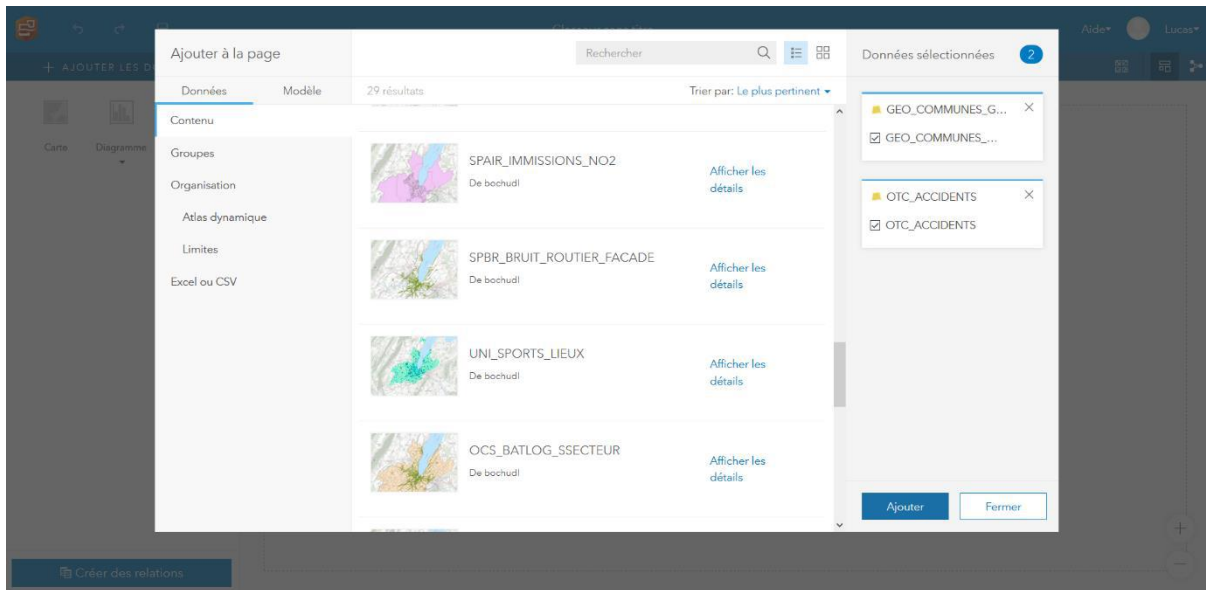 Aide
Lucas
+ AJOUTER LES D
Carte
Diagramme
Créer des relations
Ajouter à la page
Données
Modèle
Contenu
Groupes
Organisation
Atlas dynamique
Limites
Excel ou CSV
Rechercher
29 résultats
Trier par: Le plus pertinent
SPAIR_IMMISSIONS_NO2
De bochudl
Afficher les
détails
SPBR_BRUIT_ROUTIER_FACADE
De bochudl
Afficher les
détails
UNI_SPORTS_LIEUX
De bochudl
Afficher les
détails
OCS_BATLOG_SSECTEUR
De bochudl
Afficher les
détails
Données sélectionnées 2
GEO_COMMUNES_G...
GEO_COMMUNES_...
OTC_ACCIDENTS
OTC_ACCIDENTS
Ajouter
Fermer